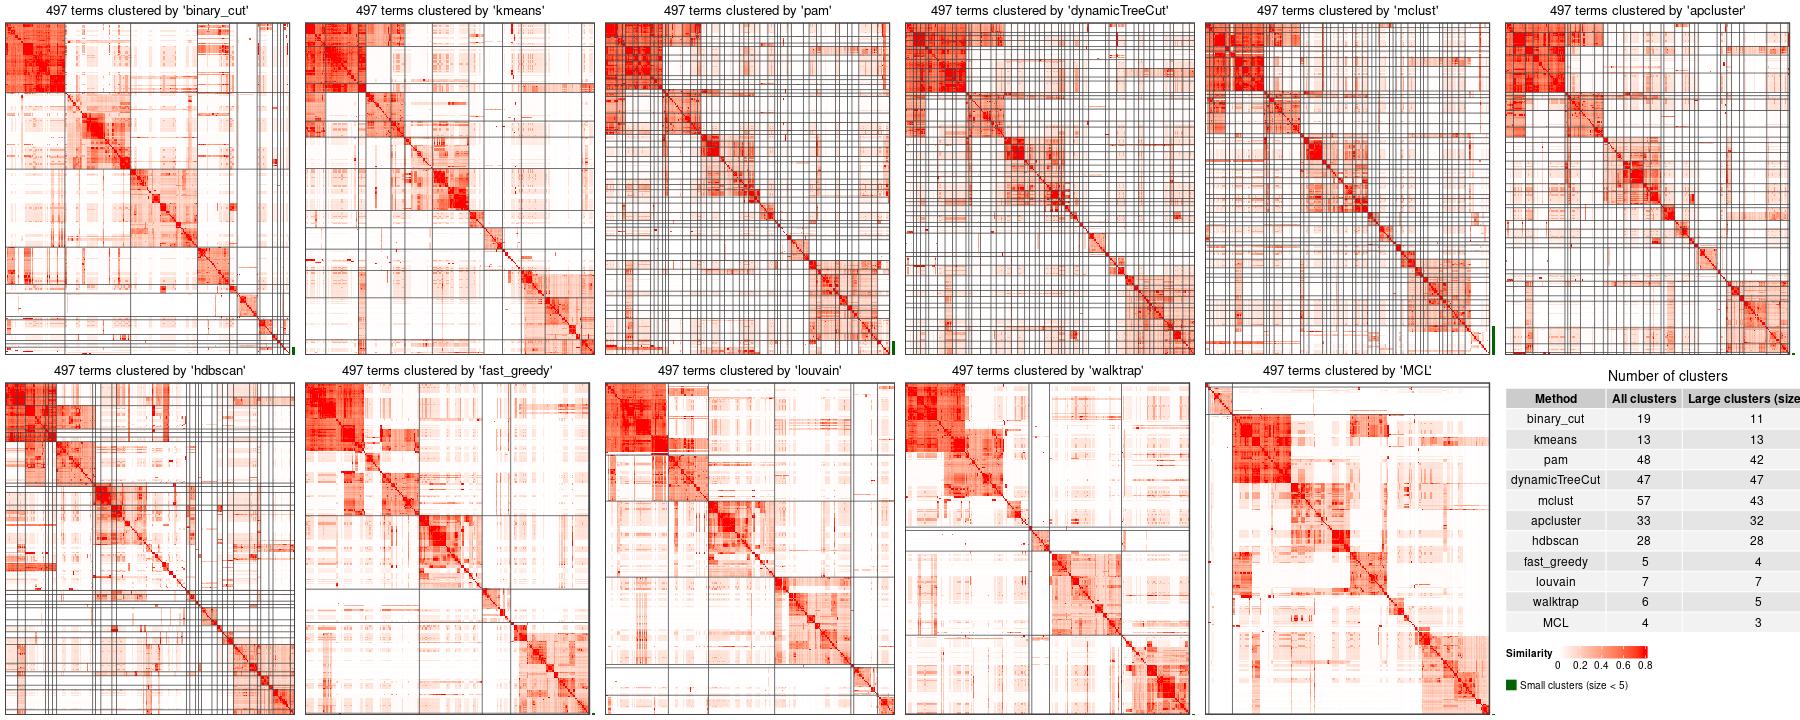 497 terms clustered by 'binary_cut'
497 terms clustered by 'kmeans'
497 terms clustered by 'pam'
497 terms clustered by 'dynamicTreeCut'
497 terms clustered by 'mclust'
497 terms clustered by 'apcluster'
497 terms clustered by 'hdbscan'
497 terms clustered by 'fast_greedy'
497 terms clustered by 'louvain'
497 terms clustered by 'walktrap'
497 terms clustered by 'MCL'
Number of clusters
Method All clusters Large clusters (size
binary_cut 19 11
kmeans 13 13
pam 48 42
dynamicTreeCut 47 47
mclust 57 43
apcluster 33 32
hdbscan 28 28
fast_greedy 5 4
louvain 7 7
walktrap 6 5
MCL 4 3
Similarity
0 0.2 0.4 0.6 0.8
Small clusters (size < 5)